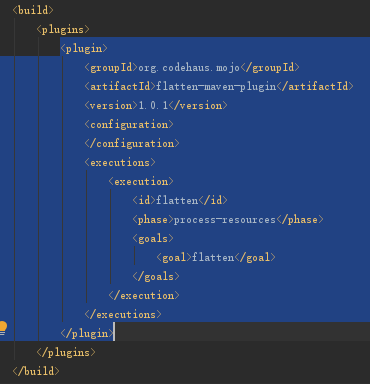 <build>
<plugins>
<plugin>
<groupId>org.codehaus.mojo</groupId>
<artifactId>flatten-maven-plugin</artifactId>
<version>1.0.1</version>
<configuration>
</configuration>
<executions>
<execution>
<id>flatten</id>
<phase>process-resources</phase>
<goals>
<goal>flatten</goal>
</goals>
</execution>
</executions>
</plugin>
</plugins>
</build>